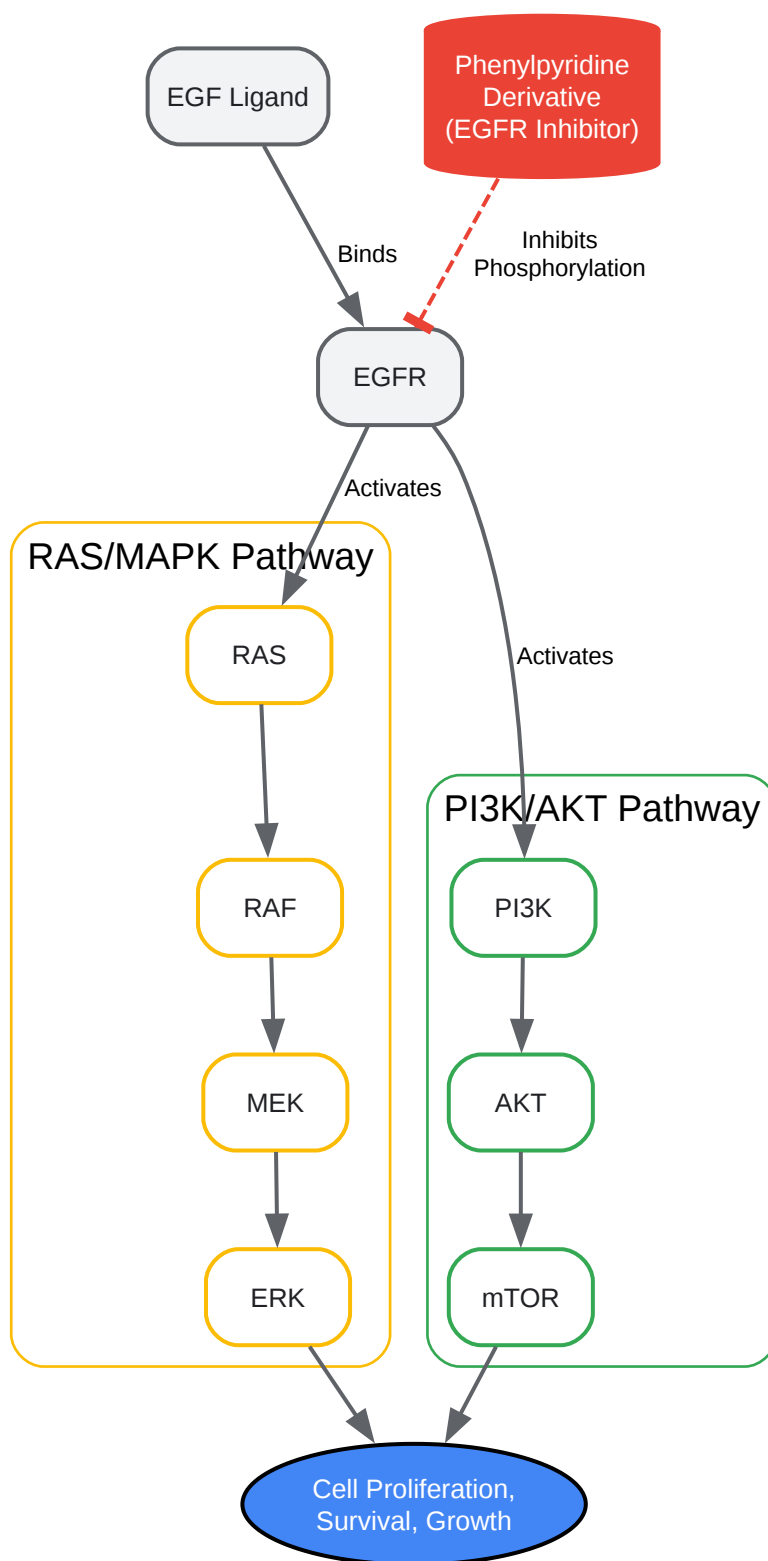 EGF Ligand
Phenylpyridine
Derivative
(EGFR Inhibitor)
Binds
Inhibits
Phosphorylation
EGFR
Activates
RAS/MAPK Pathway
RAS
Activates
PI3K/AKT Pathway
RAF
PI3K
MEK
AKT
ERK
mTOR
Cell Proliferation,
Survival, Growth